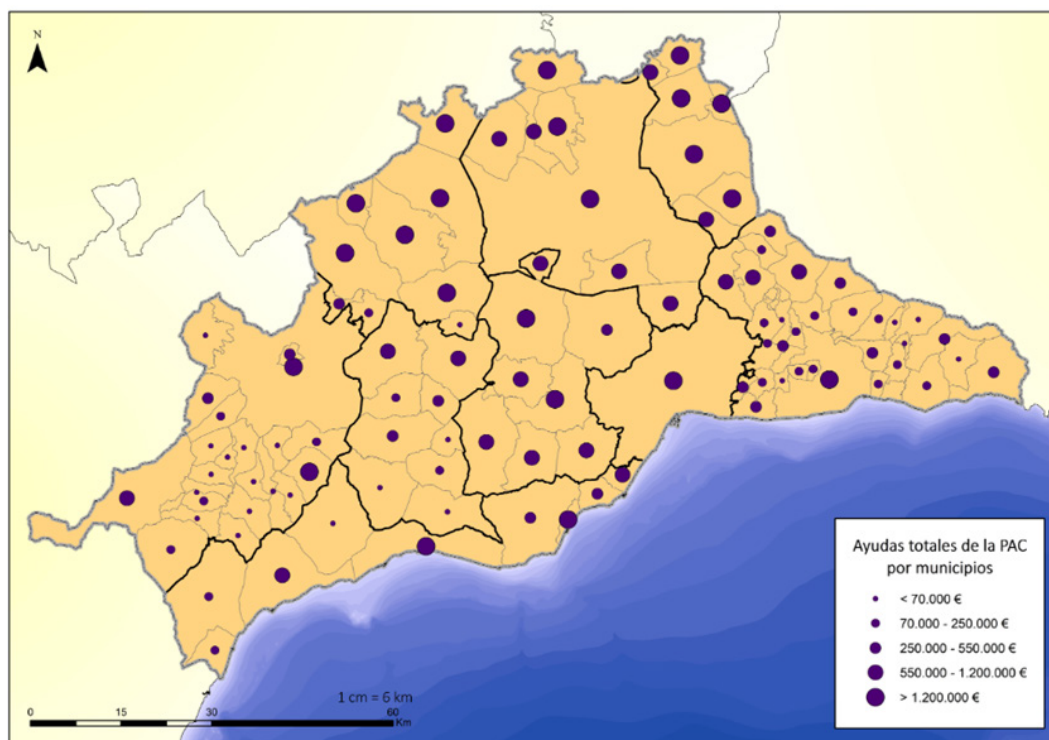 N
Ayudas totales de la PAC
por municipios
< 70.000 €
70.000 - 250.000 €
250.000 - 550.000 €
550.000 - 1.200.000 €
> 1.200.000 €
1 cm = 6 km
0 15 30 60
Km